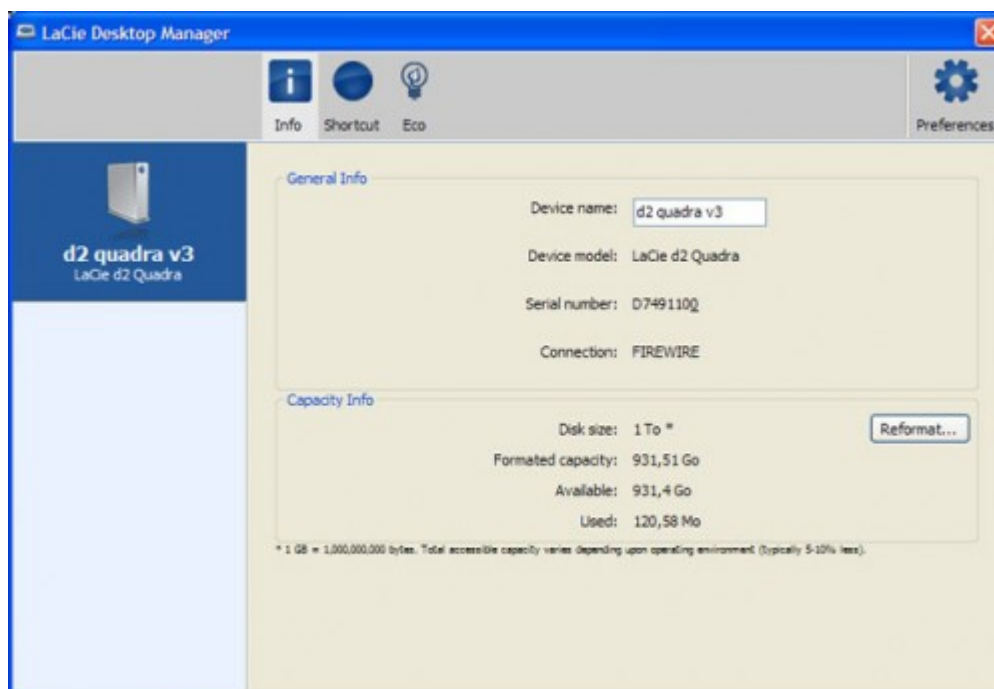 LaCie Desktop Manager
Info Shortcut Eco Preferences
d2 quadra v3
LaCie d2 Quadra
General Info
Device name: d2 quadra v3
Device model: LaCie d2 Quadra
Serial number: D7491100
Connection: FIREWIRE
Capacity Info
Disk size: 1 To *
Reformat...
Formated capacity: 931,51 Go
Available: 931,4 Go
Used: 120,58 Mo
* 1 GB = 1,000,000,000 bytes. Total accessible capacity varies depending upon operating environment (typically 5-10% less).